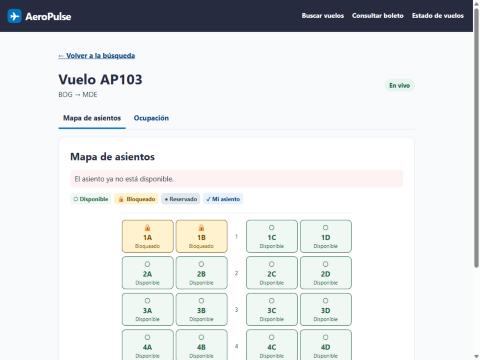 AeroPulse
Buscar vuelos Consultar boleto Estado de vuelos
← Volver a la búsqueda
Vuelo AP103
BOG → MDE
En vivo
Mapa de asientos Ocupación
Mapa de asientos
El asiento ya no está disponible.
Disponible Bloqueado Reservado ✓ Mi asiento
1A 1B 1 1C 1D
Bloqueado Bloqueado Disponible Disponible
2A 2B 2 2C 2D
Disponible Disponible Disponible Disponible
3A 3B 3 3C 3D
Disponible Disponible Disponible Disponible
4A 4B 4 4C 4D
Disponible Disponible Disponible Disponible